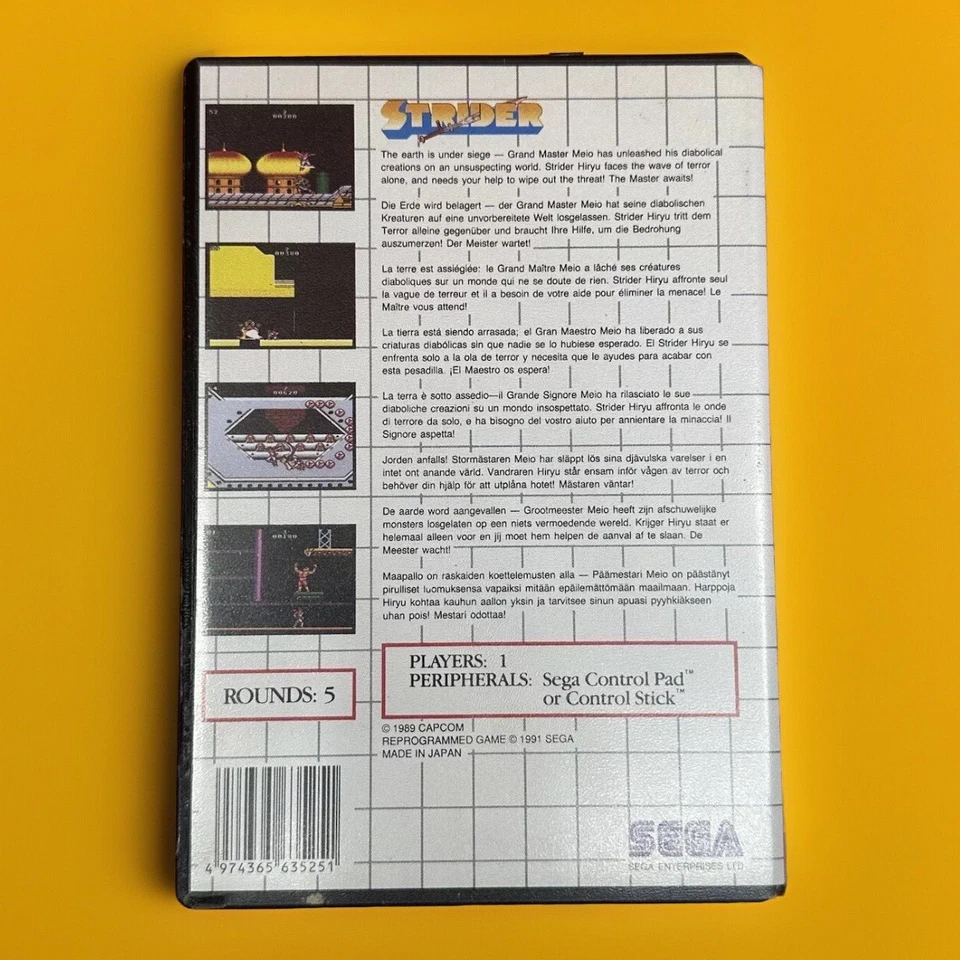 STRIDER
The earth is under siege — Grand Master Meio has unleashed his diabolical
creations on an unsuspecting world. Strider Hiryu faces the wave of terror
alone, and needs your help to wipe out the threat! The Master awaits!
Die Erde wird belagert — der Grand Master Meio hat seine diabolischen
Kreaturen auf eine unvorbereitete Welt losgelassen. Strider Hiryu tritt dem
Terror alleine gegenüber und braucht Ihre Hilfe, um die Bedrohung
auszumerzen! Der Meister wartet!
La terre est assiégiée: le Grand Maître Meio a lâché ses créatures
diaboliques sur un monde qui ne se doute de rien. Strider Hiryu affronte seul
la vague de terreur et il a besoin de votre aide pour éliminer la menace! Le
Maître vous attend!
La tierra está siendo arrasada; el Gran Maestro Meio ha liberado a sus
criaturas diabólicas sin que nadie se lo hubiese esperado. El Strider Hiryu se
enfrenta solo a la ola de terror y necesita que le ayudes para acabar con
esta pesadilla. ¡El Maestro os espera!
La terra è sotto assedio—il Grande Signore Meio ha rilasciato le sue
diaboliche creazioni su un mondo insospettato. Strider Hiryu affronta le onde
di terrore da solo, e ha bisogno del vostro aiuto per annientare la minaccia! Il
Signore aspetta!
Jorden anfalls! Stormästaren Meio har släppt lös sina djävulska varelser i en
intet ont anande värld. Vandraren Hiryu står ensam inför vågen av terror och
behöver din hjälp för att utplåna hotet! Mästaren väntar!
De aarde word aangevallen — Grootmeester Meio heeft zijn afschuwelijke
monsters losgelaten op een niets vermoedende wereld. Krijger Hiryu staat er
helemaal alleen voor en jij moet hem helpen de aanval af te slaan. De
Meester wacht!
Maapallo on raskaiden koettelemusten alla — Päämestari Meio on päästänyt
pirulliset luomuksensa vapaiksi mitään epäilemättömään maailmaan. Harppoja
Hiryu kohtaa kauhun aallon yksin ja tarvitsee sinun apuasi pyyhkiäkseen
uhan pois! Mestari odottaa!
PLAYERS: 1
PERIPHERALS: Sega Control Pad™
or Control Stick™
ROUNDS: 5
© 1989 CAPCOM
REPROGRAMMED GAME © 1991 SEGA
MADE IN JAPAN
4 974365 635251
SEGA
SEGA ENTERPRISES LTD.